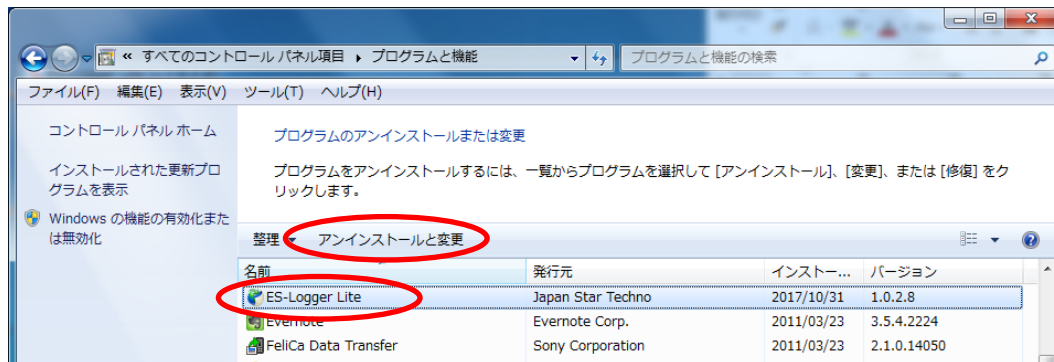 « すべてのコントロール パネル項目 ▸ プログラムと機能
プログラムと機能の検索
ファイル(F) 編集(E) 表示(V) ツール(T) ヘルプ(H)
コントロール パネル ホーム
インストールされた更新プロ
グラムを表示
Windows の機能の有効化また
は無効化
プログラムのアンインストールまたは変更
プログラムをアンインストールするには、一覧からプログラムを選択して [アンインストール]、[変更]、または [修復] をク
リックします。
整理 ▼ アンインストールと変更
名前 発行元 インストー... バージョン
ES-Logger Lite Japan Star Techno 2017/10/31 1.0.2.8
Evernote Evernote Corp. 2011/03/23 3.5.4.2224
FeliCa Data Transfer Sony Corporation 2011/03/23 2.1.0.14050